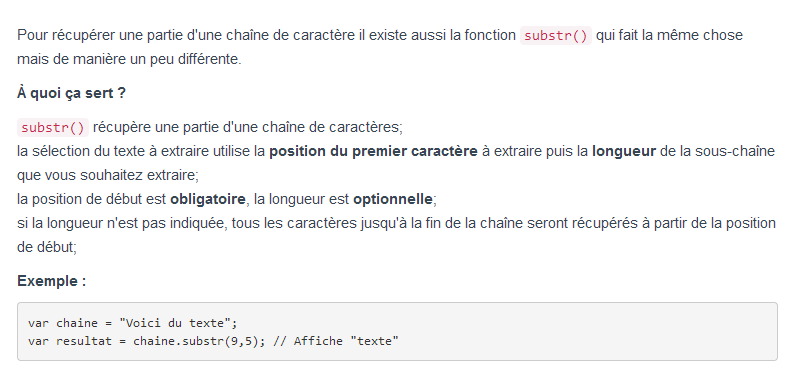 Pour récupérer une partie d'une chaîne de caractère il existe aussi la fonction substr() qui fait la même chose
mais de manière un peu différente.
À quoi ça sert ?
substr() récupère une partie d'une chaîne de caractères;
la sélection du texte à extraire utilise la position du premier caractère à extraire puis la longueur de la sous-chaîne
que vous souhaitez extraire;
la position de début est obligatoire, la longueur est optionnelle;
si la longueur n'est pas indiquée, tous les caractères jusqu'à la fin de la chaîne seront récupérés à partir de la position
de début;
Exemple :
var chaine = "Voici du texte";
var resultat = chaine.substr(9,5); // Affiche "texte"